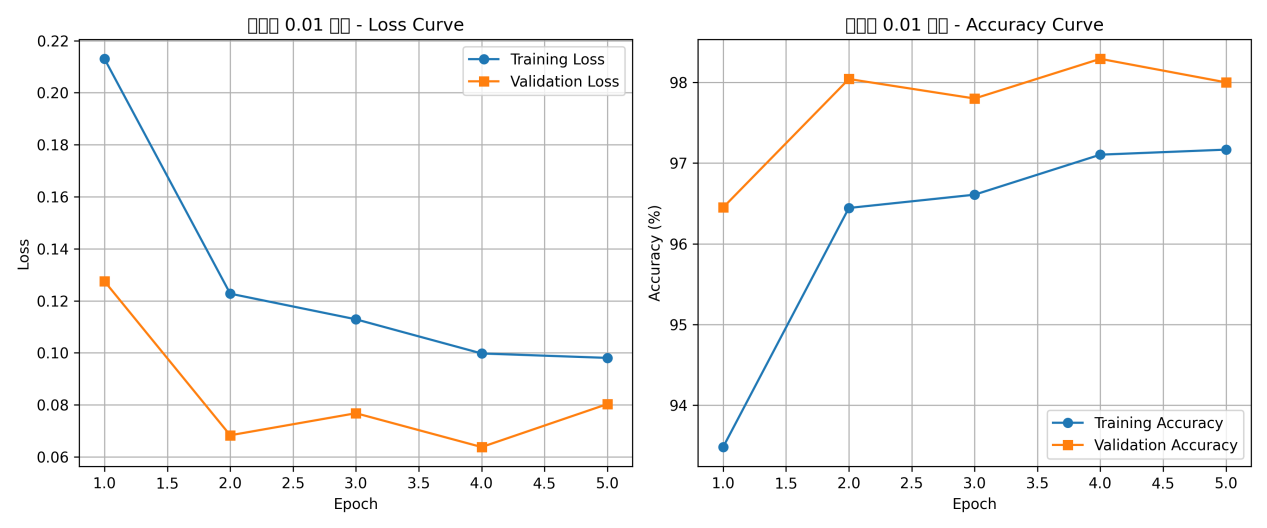 0.01 - Loss Curve
0.22
0.20
0.18
0.16
0.14
0.12
0.10
0.08
0.06
Loss
Training Loss
Validation Loss
1.0 1.5 2.0 2.5 3.0 3.5 4.0 4.5 5.0
Epoch
0.01 - Accuracy Curve
98
97
96
95
94
Accuracy (%)
Training Accuracy
Validation Accuracy
1.0 1.5 2.0 2.5 3.0 3.5 4.0 4.5 5.0
Epoch